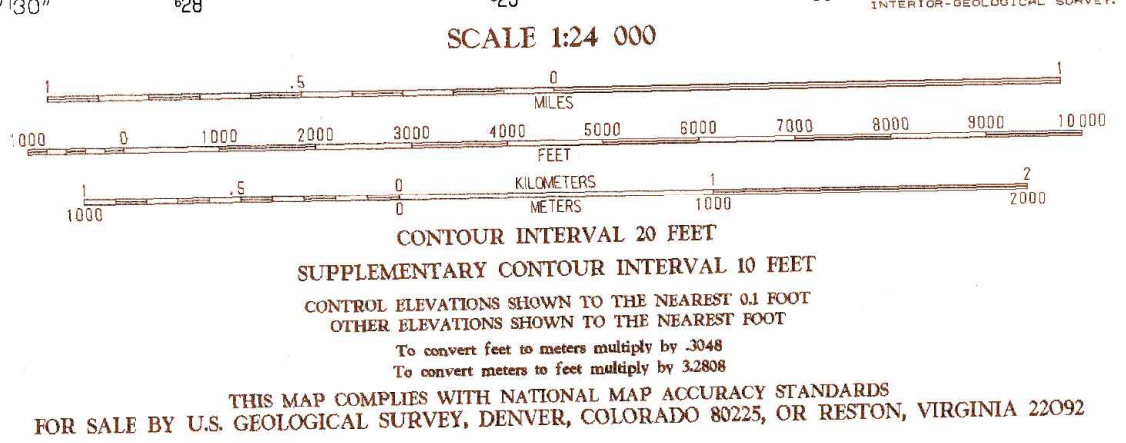 '30" ⁶28
INTERIOR-GEOLOGICAL SURVEY.
SCALE 1:24 000
1 .5 0 1
MILES
1000 0 1000 2000 3000 4000 5000 6000 7000 8000 9000 10 000
FEET
1 .5 0 KILOMETERS 1 2
1000 0 METERS 1000 2000
CONTOUR INTERVAL 20 FEET
SUPPLEMENTARY CONTOUR INTERVAL 10 FEET
CONTROL ELEVATIONS SHOWN TO THE NEAREST 0.1 FOOT
OTHER ELEVATIONS SHOWN TO THE NEAREST FOOT
To convert feet to meters multiply by .3048
To convert meters to feet multiply by 3.2808
THIS MAP COMPLIES WITH NATIONAL MAP ACCURACY STANDARDS
FOR SALE BY U.S. GEOLOGICAL SURVEY, DENVER, COLORADO 80225, OR RESTON, VIRGINIA 22092